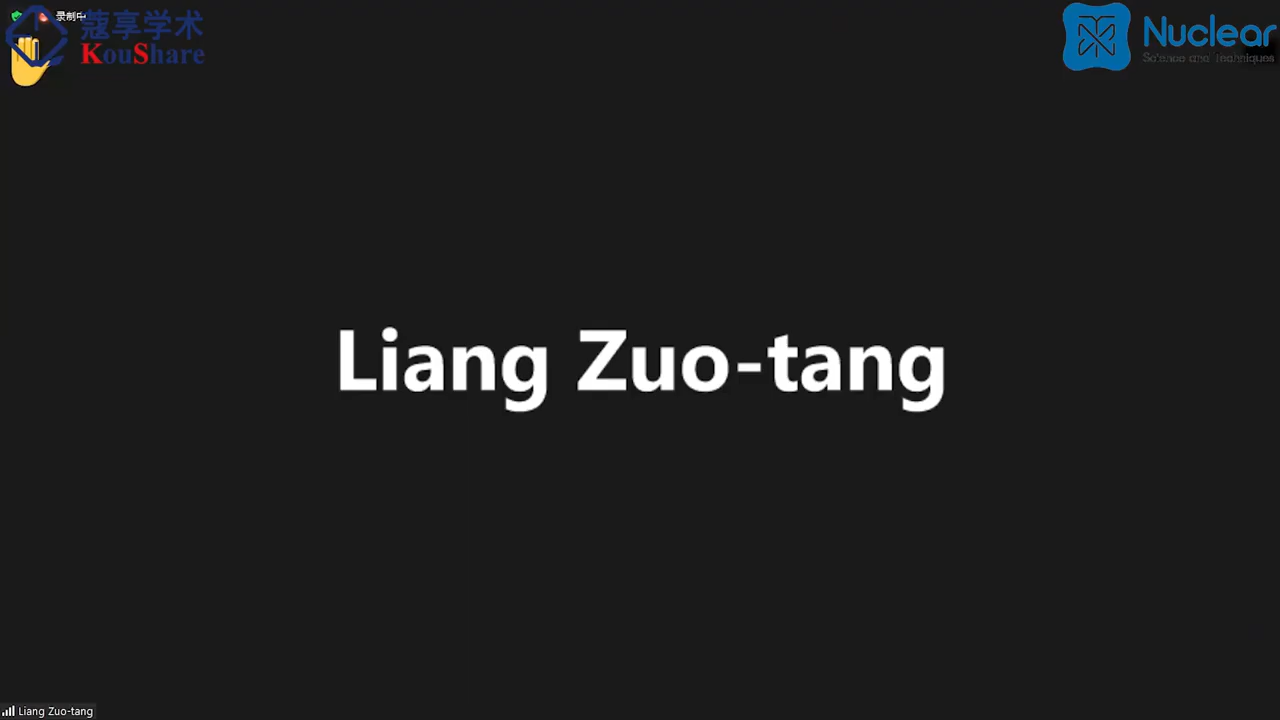 录制中
蔻享学术
KouShare
Nuclear
Science and Techniques
Liang Zuo-tang
Liang Zuo-tang